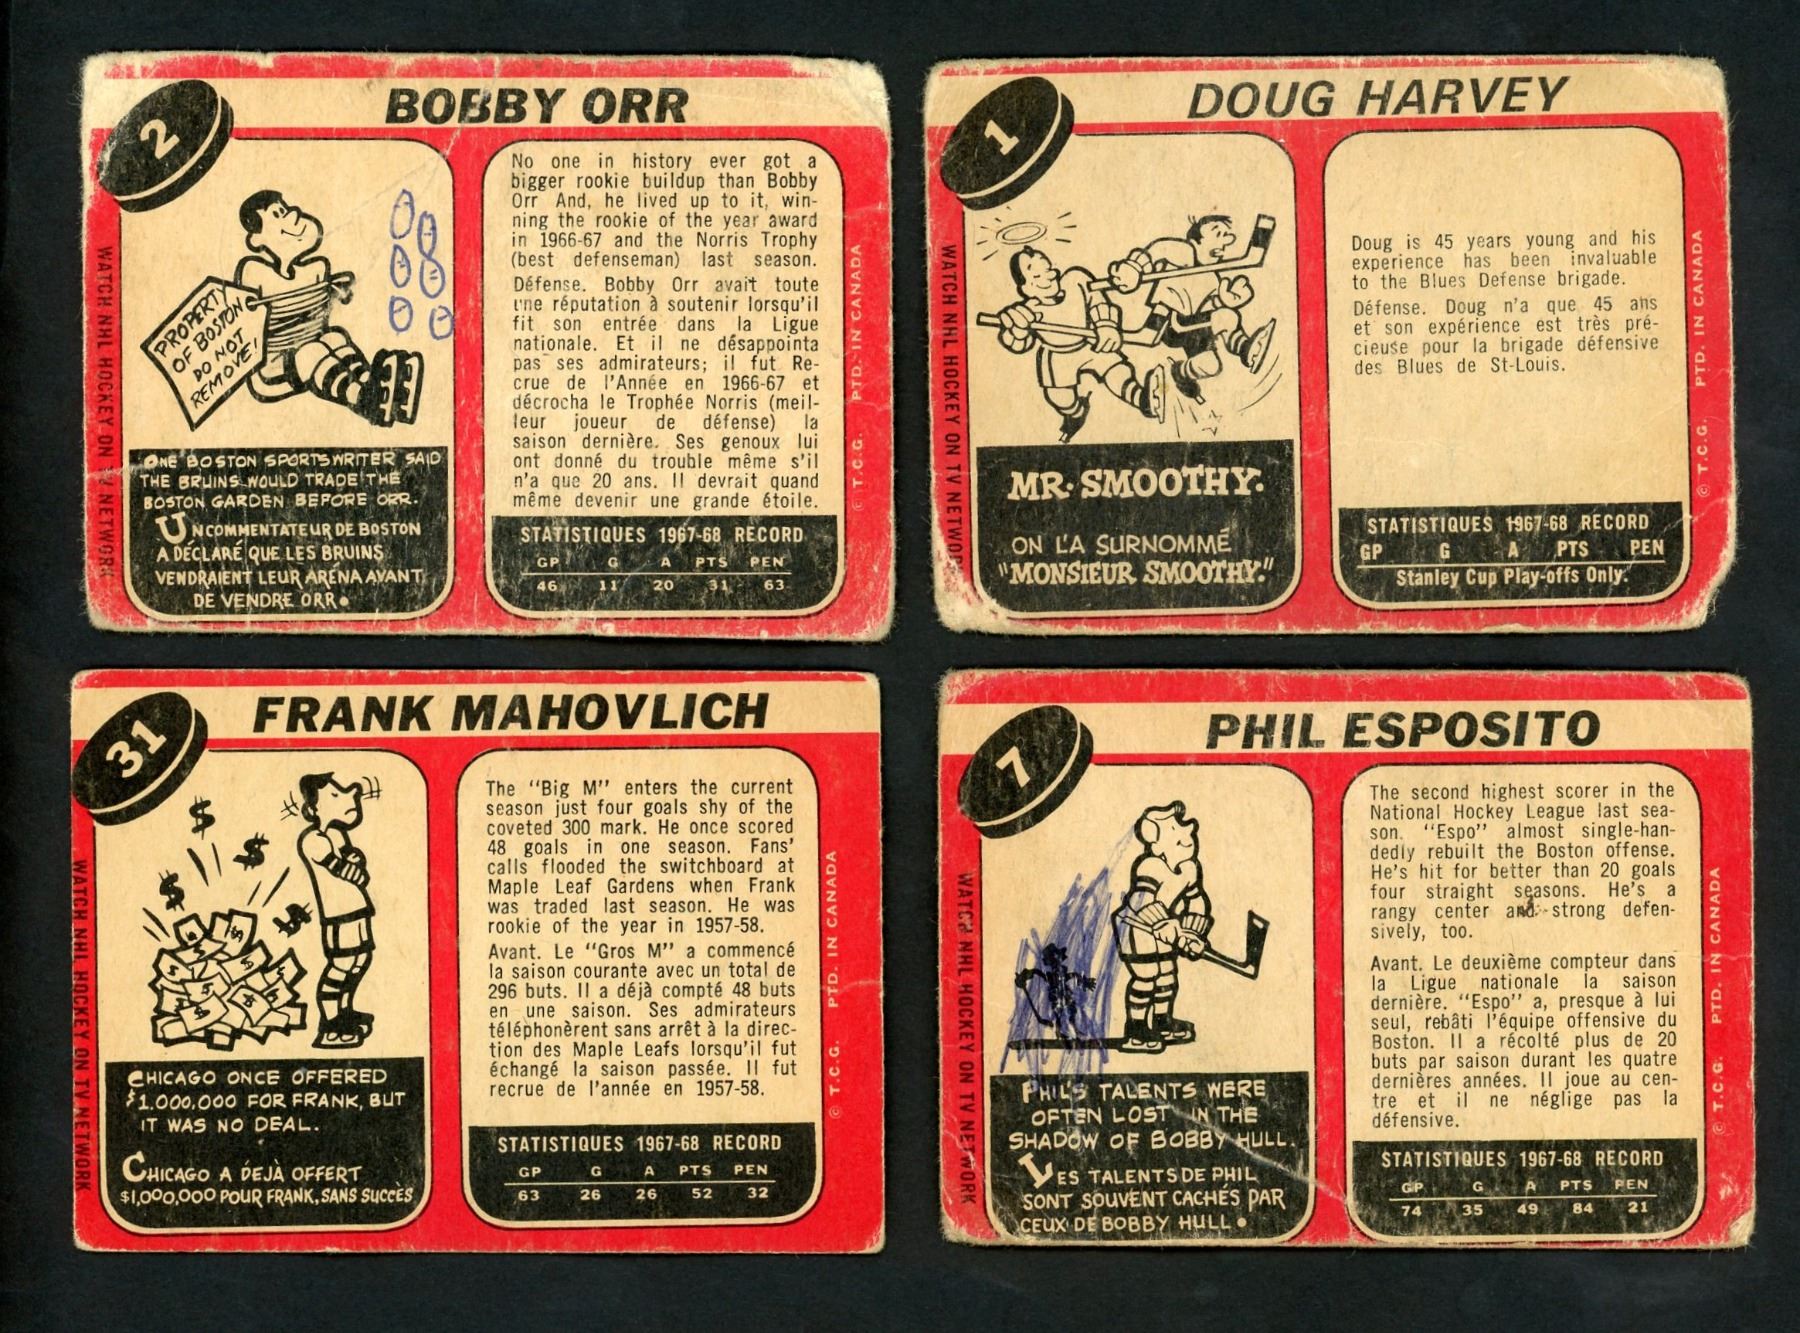 2
BOBBY ORR
WATCH NHL HOCKEY ON TV NETWORK
PROPERTY
OF BOSTON
DO NOT
REMOVE!
ONE BOSTON SPORTSWRITER SAID
THE BRUINS WOULD TRADE THE
BOSTON GARDEN BEFORE ORR.
UN COMMENTATEUR DE BOSTON
A DÉCLARÉ QUE LES BRUINS
VENDRAIENT LEUR ARÉNA AVANT
DE VENDRE ORR.
No one in history ever got a
bigger rookie buildup than Bobby
Orr And, he lived up to it, win-
ning the rookie of the year award
in 1966-67 and the Norris Trophy
(best defenseman) last season.
Défense. Bobby Orr avait toute
une réputation à soutenir lorsqu'il
fit son entrée dans la Ligue
nationale. Et il ne désappointa
pas ses admirateurs; il fut Re-
crue de l'Année en 1966-67 et
décrocha le Trophée Norris (meil-
leur joueur de défense) la
saison dernière. Ses genoux lui
ont donné du trouble même s'il
n'a que 20 ans. Il devrait quand
même devenir une grande étoile.
STATISTIQUES 1967-68 RECORD
GP G A PTS PEN
46 11 20 31 63
© T.C.G. PTD. IN CANADA
1
DOUG HARVEY
WATCH NHL HOCKEY ON TV NETWORK
MR. SMOOTHY.
ON L'A SURNOMMÉ
"MONSIEUR SMOOTHY."
Doug is 45 years young and his
experience has been invaluable
to the Blues Defense brigade.
Défense. Doug n'a que 45 ans
et son expérience est très pré-
cieuse pour la brigade défensive
des Blues de St-Louis.
STATISTIQUES 1967-68 RECORD
GP G A PTS PEN
Stanley Cup Play-offs Only.
© T.C.G. PTD. IN CANADA
31
FRANK MAHOVLICH
WATCH NHL HOCKEY ON TV NETWORK
$
$
$
$
CHICAGO ONCE OFFERED
$1.000.000 FOR FRANK, BUT
IT WAS NO DEAL.
CHICAGO A DÉJÀ OFFERT
$1,000,000 POUR FRANK, SANS SUCCÈS
The "Big M" enters the current
season just four goals shy of the
coveted 300 mark. He once scored
48 goals in one season. Fans'
calls flooded the switchboard at
Maple Leaf Gardens when Frank
was traded last season. He was
rookie of the year in 1957-58.
Avant. Le "Gros M" a commencé
la saison courante avec un total de
296 buts. Il a déjà compté 48 buts
en une saison. Ses admirateurs
téléphonèrent sans arrêt à la direc-
tion des Maple Leafs lorsqu'il fut
échangé la saison passée. Il fut
recrue de l'année en 1957-58.
STATISTIQUES 1967-68 RECORD
GP G A PTS PEN
63 26 26 52 32
© T.C.G. PTD. IN CANADA
7
PHIL ESPOSITO
WATCH NHL HOCKEY ON TV NETWORK
PHIL'S TALENTS WERE
OFTEN LOST IN THE
SHADOW OF BOBBY HULL.
LES TALENTS DE PHIL
SONT SOUVENT CACHÉS PAR
CEUX DE BOBBY HULL.
The second highest scorer in the
National Hockey League last sea-
son. "Espo" almost single-han-
dedly rebuilt the Boston offense.
He's hit for better than 20 goals
four straight seasons. He's a
rangy center and strong defen-
sively, too.
Avant. Le deuxième compteur dans
la Ligue nationale la saison
dernière. "Espo" a, presque à lui
seul, rebâti l'équipe offensive du
Boston. Il a récolté plus de 20
buts par saison durant les quatre
dernières années. Il joue au cen-
tre et il ne néglige pas la
défensive.
STATISTIQUES 1967-68 RECORD
GP G A PTS PEN
74 35 49 84 21
© T.C.G. PTD. IN CANADA